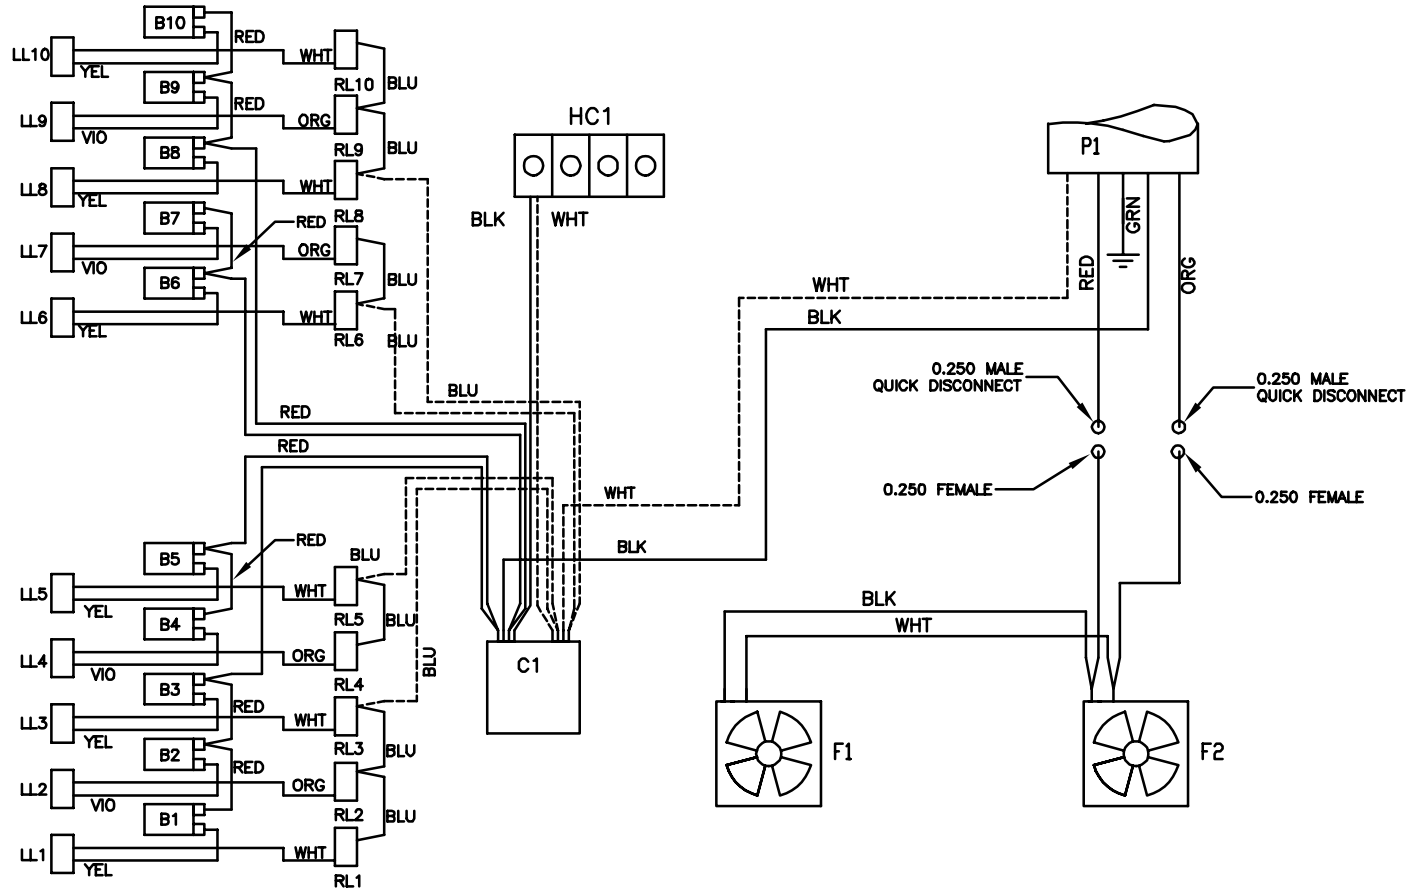 B10
RED
LL10
WHT
YEL
RL10
BLU
B9
RED
LL9
ORG
VIO
RL9
BLU
B8
LL8
WHT
YEL
RL8
B7
RED
LL7
ORG
VIO
RL7
BLU
B6
LL6
WHT
YEL
RL6
BLU
HC1
BLK
WHT
P1
RED
GRN
ORG
WHT
BLK
0.250 MALE
QUICK DISCONNECT
0.250 MALE
QUICK DISCONNECT
0.250 FEMALE
0.250 FEMALE
BLU
RED
RED
WHT
BLK
B5
RED
BLU
LL5
WHT
YEL
RL5
BLU
B4
LL4
ORG
VIO
RL4
BLU
B3
RED
LL3
WHT
YEL
RL3
BLU
B2
RED
LL2
ORG
VIO
RL2
BLU
B1
LL1
WHT
YEL
RL1
C1
BLK
WHT
F1
F2